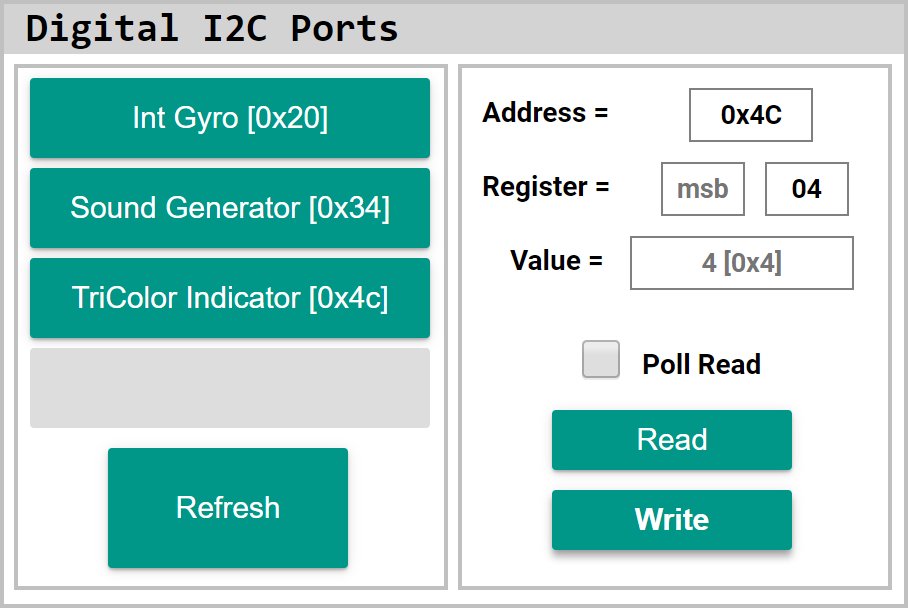 Digital I2C Ports
Int Gyro [0x20]
Sound Generator [0x34]
TriColor Indicator [0x4c]
Refresh
Address = 0x4C
Register = msb 04
Value = 4 [0x4]
Poll Read
Read
Write